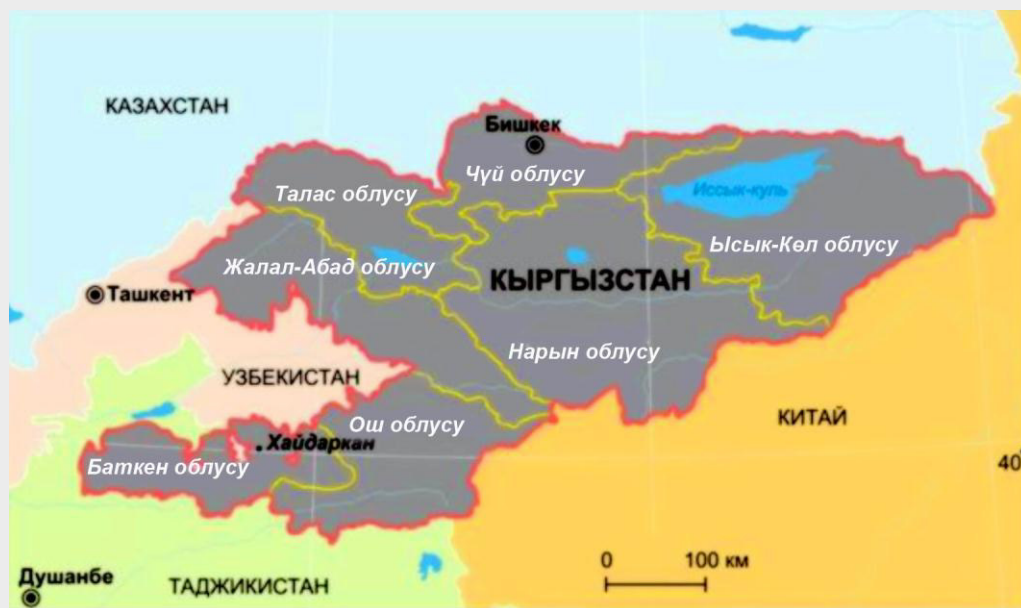 КАЗАХСТАН
Бишкек
Чүй облусу
Талас облусу
Иссык-куль
Ысык-Көл облусу
Жалал-Абад облусу
КЫРГЫЗСТАН
Ташкент
Нарын облусу
УЗБЕКИСТАН
КИТАЙ
Ош облусу
Хайдаркан
Баткен облусу
40°
0 100 км
Душанбе
ТАДЖИКИСТАН